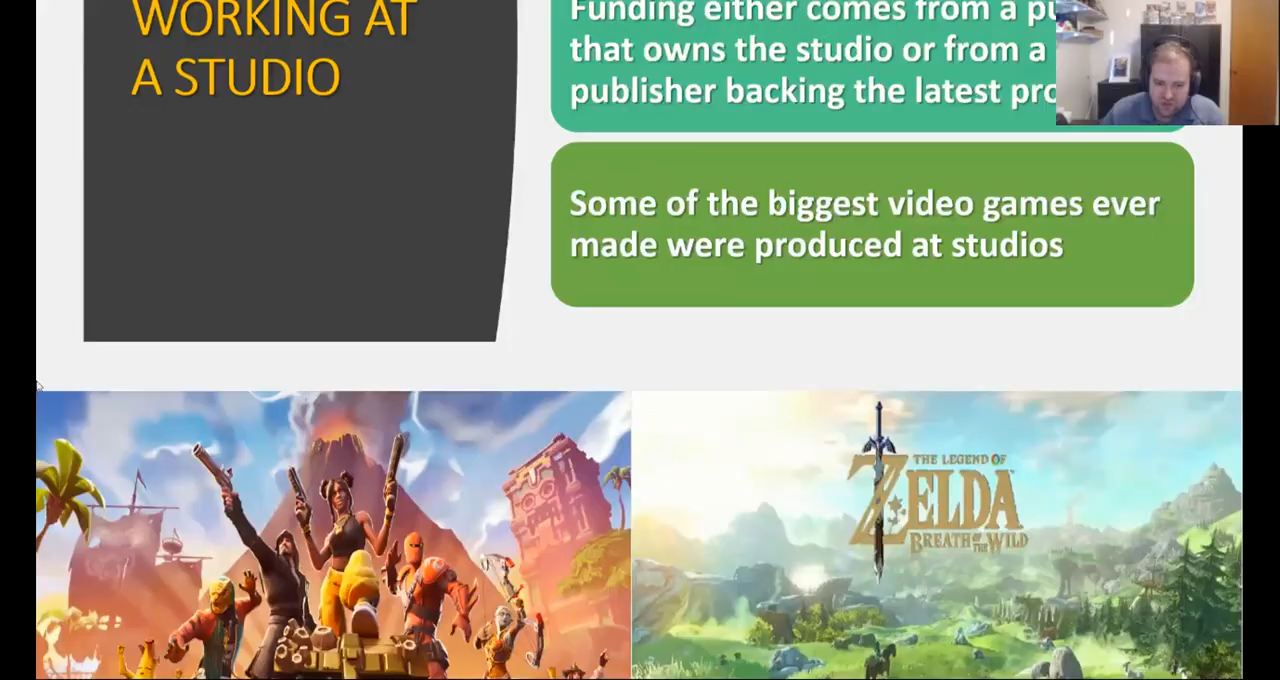 WORKING AT
A STUDIO
Funding either comes from a
that owns the studio or from a
publisher backing the latest
Some of the biggest video games ever
made were produced at studios
THE LEGEND OF
ZELDA
BREATH OF THE WILD